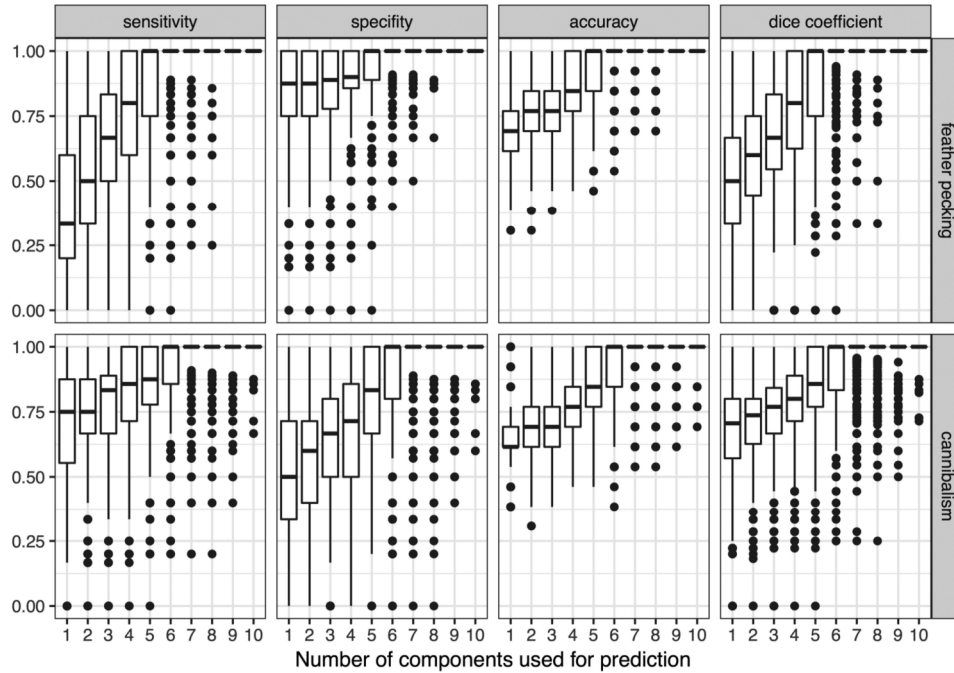 sensitivity specifity accuracy dice coefficient
1.00
0.75
0.50
0.25
0.00
feather pecking
1.00
0.75
0.50
0.25
0.00
cannibalism
1 2 3 4 5 6 7 8 9 10 1 2 3 4 5 6 7 8 9 10 1 2 3 4 5 6 7 8 9 10 1 2 3 4 5 6 7 8 9 10
Number of components used for prediction